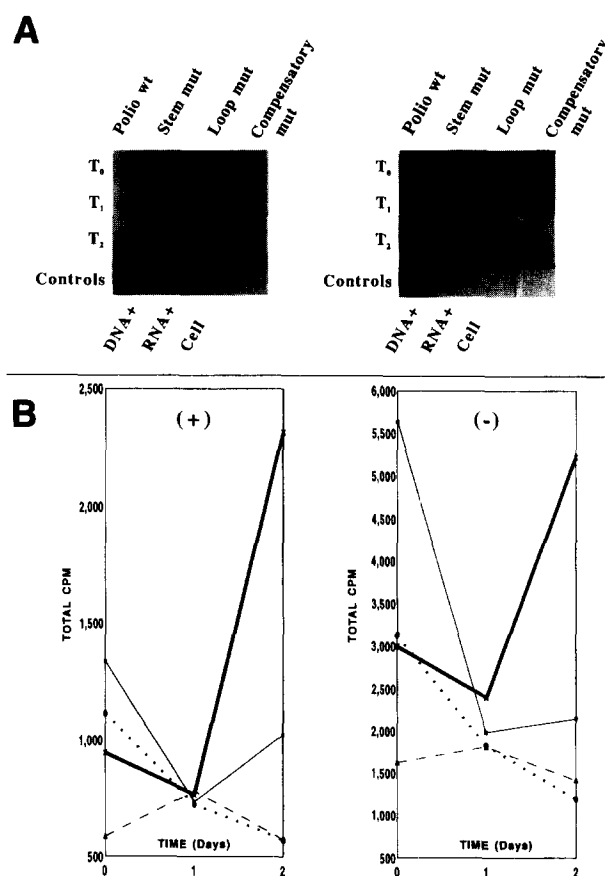 A
Polio wt
Stem mut
Loop mut
Compensatory
mut
Polio wt
Stem mut
Loop mut
Compensatory
mut
T0
T1
T2
Controls
T0
T1
T2
Controls
DNA+
RNA+
Cell
DNA+
RNA+
Cell
B
(+)
2,500
2,000
1,500
1,000
500
TOTAL CPM
TIME (Days)
0
1
2
(-)
6,000
5,500
5,000
4,500
4,000
3,500
3,000
2,500
2,000
1,500
1,000
500
TOTAL CPM
TIME (Days)
0
1
2